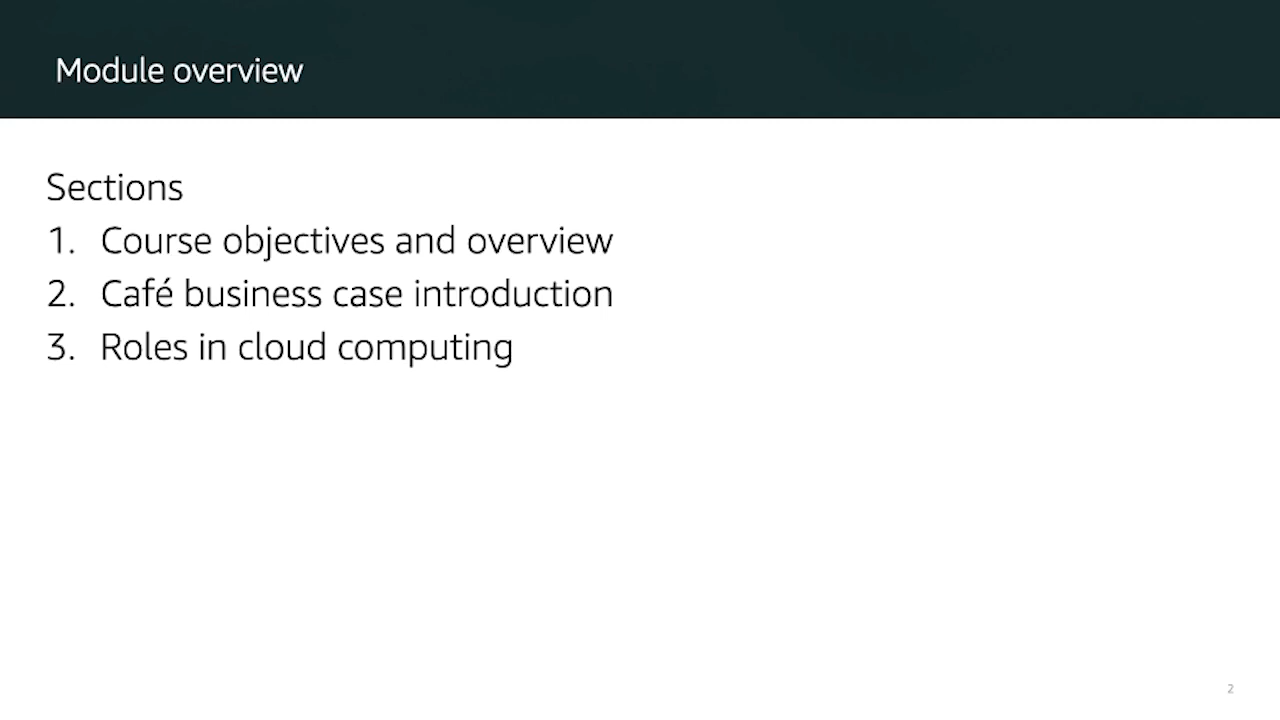 Module overview
Sections
1. Course objectives and overview
2. Café business case introduction
3. Roles in cloud computing
2